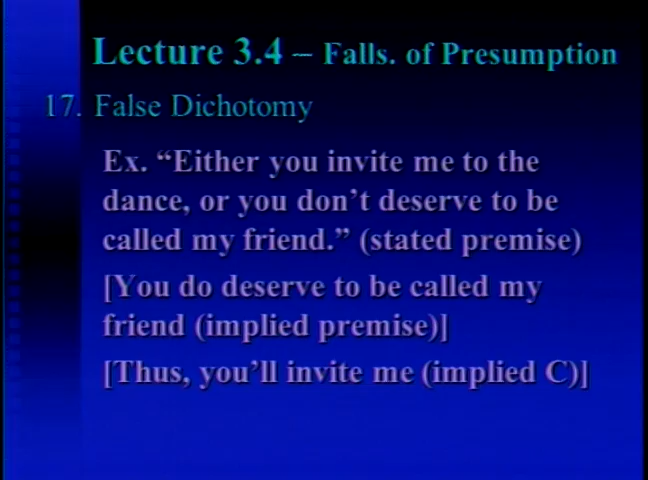 Lecture 3.4 – Falls. of Presumption
17. False Dichotomy
Ex. “Either you invite me to the
dance, or you don’t deserve to be
called my friend.” (stated premise)
[You do deserve to be called my
friend (implied premise)]
[Thus, you’ll invite me (implied C)]